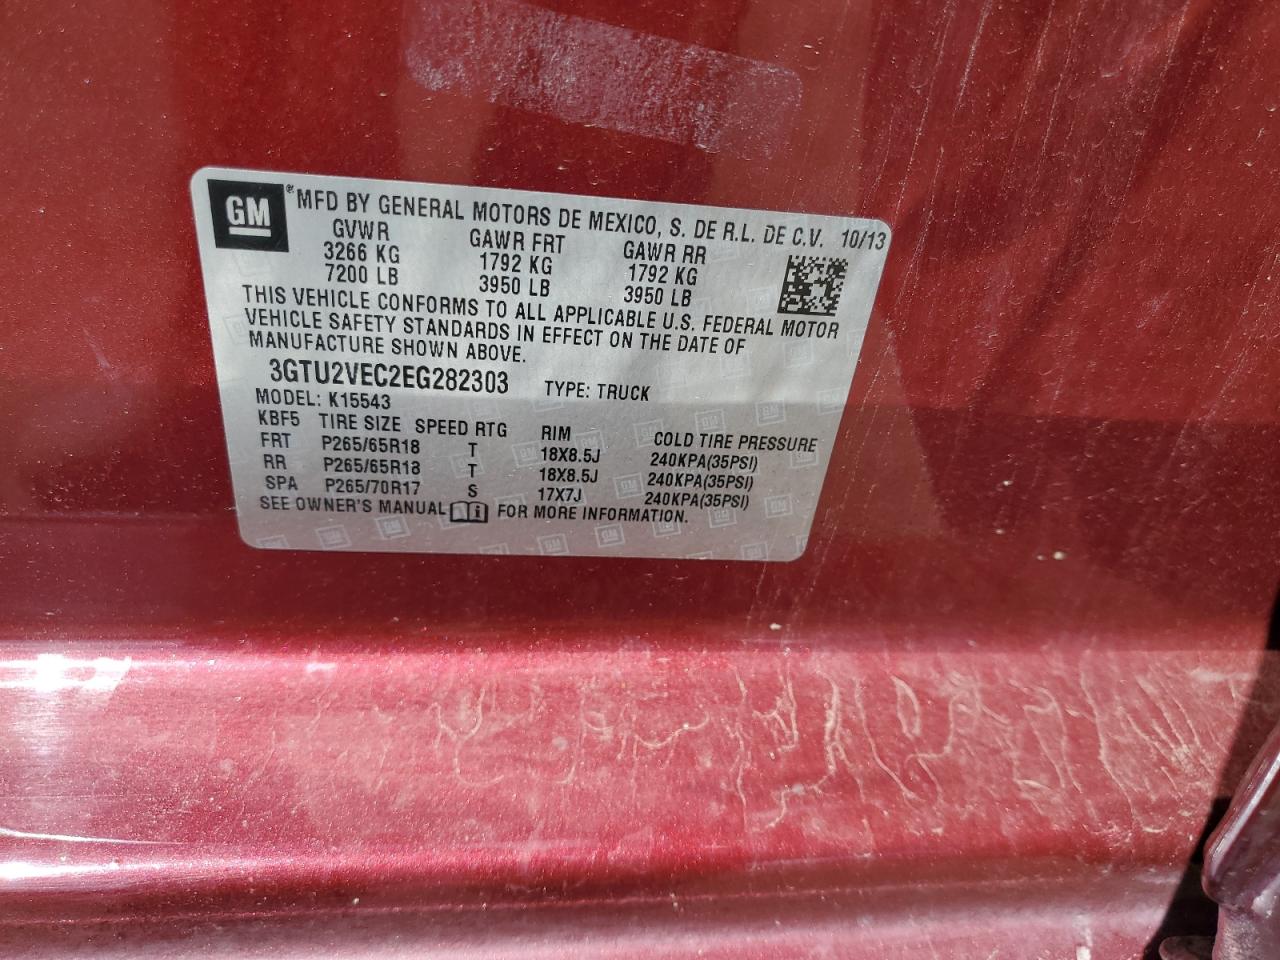 GM ® MFD BY GENERAL MOTORS DE MEXICO, S. DE R.L. DE C.V. 10/13
GVWR GAWR FRT GAWR RR
3266 KG 1792 KG 1792 KG
7200 LB 3950 LB 3950 LB
THIS VEHICLE CONFORMS TO ALL APPLICABLE U.S. FEDERAL MOTOR
VEHICLE SAFETY STANDARDS IN EFFECT ON THE DATE OF
MANUFACTURE SHOWN ABOVE.
3GTU2VEC2EG282303 TYPE: TRUCK
MODEL: K15543
KBF5 TIRE SIZE SPEED RTG RIM COLD TIRE PRESSURE
FRT P265/65R18 T 18X8.5J 240KPA(35PSI)
RR P265/65R18 T 18X8.5J 240KPA(35PSI)
SPA P265/70R17 S 17X7J 240KPA(35PSI)
SEE OWNER'S MANUAL i FOR MORE INFORMATION.